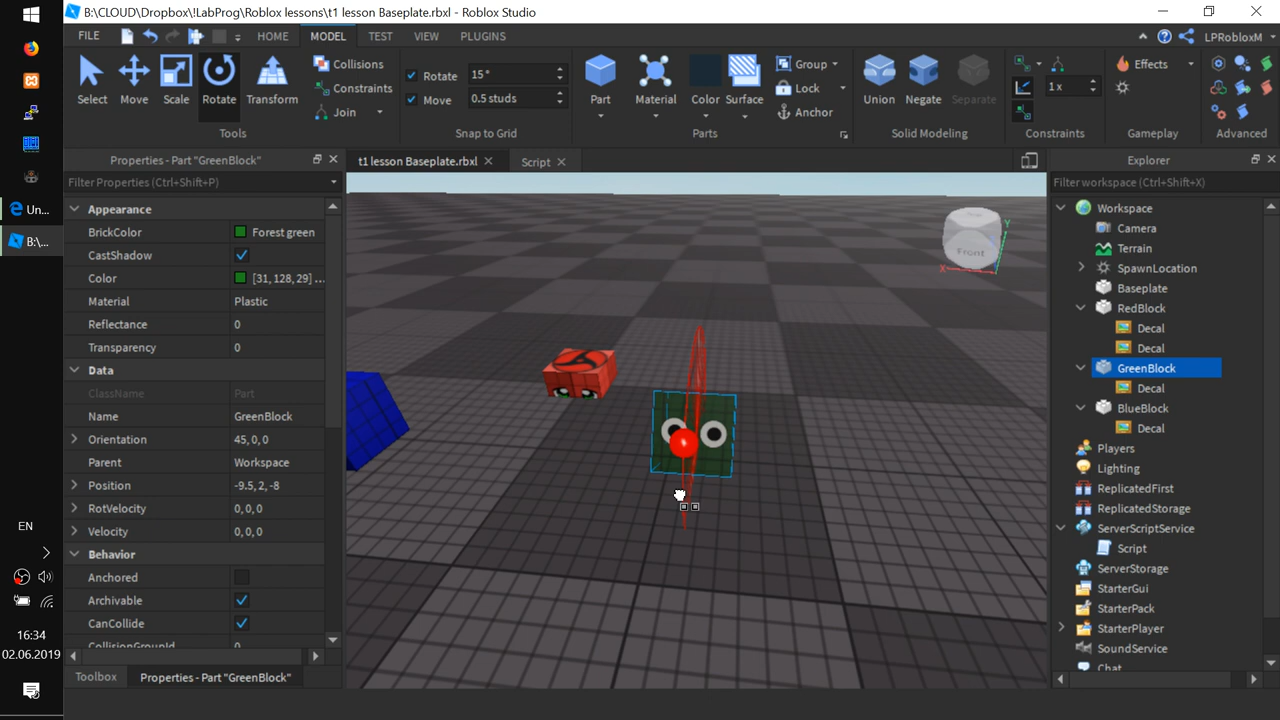 B:\CLOUD\Dropbox\!LabProg\Roblox lessons\t1 lesson Baseplate.rbxl - Roblox Studio
FILE HOME MODEL TEST VIEW PLUGINS LPRobloxM
Select Move Scale Rotate Transform
Collisions
Constraints
Join
Tools
Rotate 15°
Move 0.5 studs
Snap to Grid
Part Material Color Surface
Group
Lock
Anchor
Parts
Union Negate Separate
Solid Modeling
1 x
Constraints
Effects
Gameplay
Advanced
Un...
B:\...
EN
16:34
02.06.2019
Properties - Part "GreenBlock"
Filter Properties (Ctrl+Shift+P)
Appearance
BrickColor Forest green
CastShadow
Color [31, 128, 29] ...
Material Plastic
Reflectance 0
Transparency 0
Data
ClassName Part
Name GreenBlock
Orientation 45,0,0
Parent Workspace
Position -9.5, 2, -8
RotVelocity 0, 0, 0
Velocity 0, 0, 0
Behavior
Anchored
Archivable
CanCollide
CollisionGroupId 0
Toolbox Properties - Part "GreenBlock"
t1 lesson Baseplate.rbxl Script
Front
X
Y
Explorer
Filter workspace (Ctrl+Shift+X)
Workspace
Camera
Terrain
SpawnLocation
Baseplate
RedBlock
Decal
Decal
GreenBlock
Decal
BlueBlock
Decal
Players
Lighting
ReplicatedFirst
ReplicatedStorage
ServerScriptService
Script
ServerStorage
StarterGui
StarterPack
StarterPlayer
SoundService
Chat